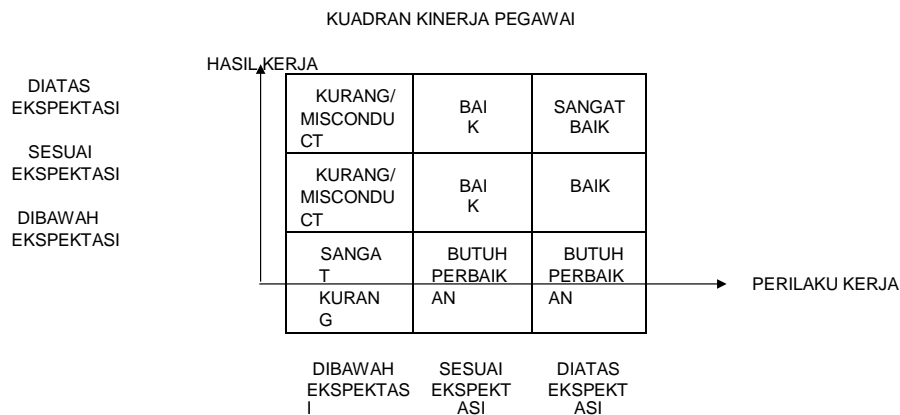 KUADRAN KINERJA PEGAWAI
HASIL KERJA
DIATAS
EKSPEKTASI
SESUAI
EKSPEKTASI
DIBAWAH
EKSPEKTASI
KURANG/
MISCONDU
CT
BAI
K
SANGAT
BAIK
KURANG/
MISCONDU
CT
BAI
K
BAIK
SANGA
T
KURAN
G
BUTUH
PERBAIK
AN
BUTUH
PERBAIK
AN
PERILAKU KERJA
DIBAWAH
EKSPEKTAS
I
SESUAI
EKSPEKT
ASI
DIATAS
EKSPEKT
ASI